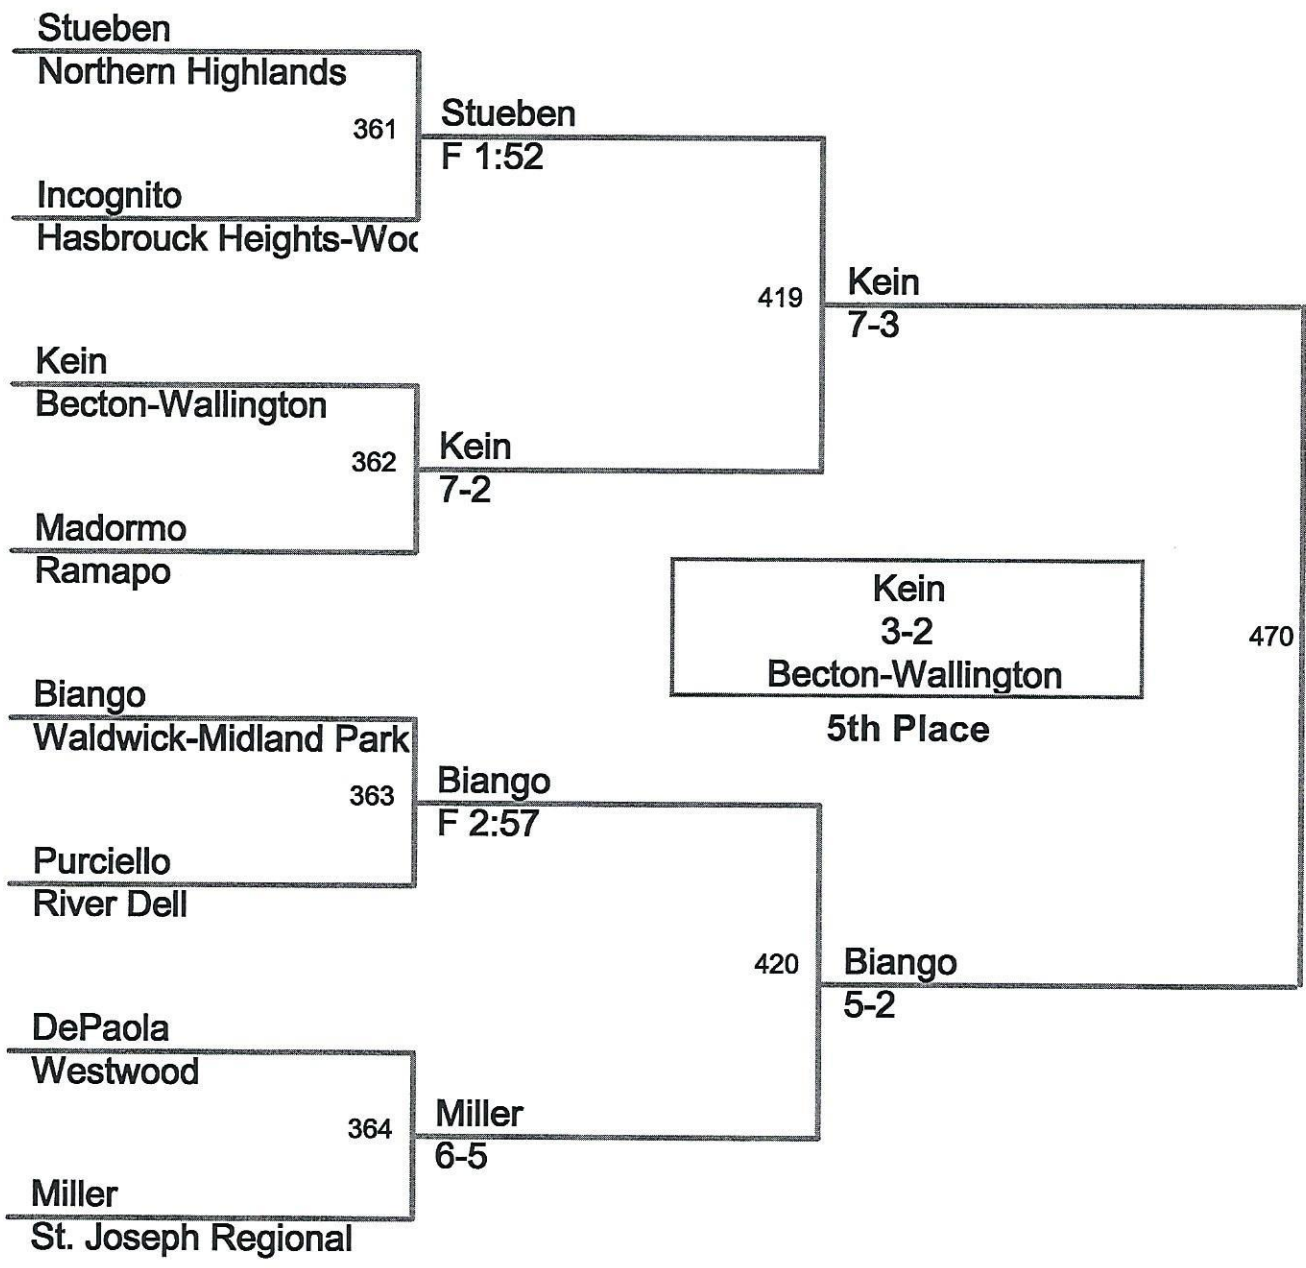 Stueben
Northern Highlands
361
Stueben
F 1:52
Incognito
Hasbrouck Heights-Woo
419
Kein
7-3
Kein
Becton-Wallington
362
Kein
7-2
Madormo
Ramapo
Kein
3-2
Becton-Wallington
5th Place
470
Biango
Waldwick-Midland Park
363
Biango
F 2:57
Purciello
River Dell
420
Biango
5-2
DePaola
Westwood
364
Miller
6-5
Miller
St. Joseph Regional